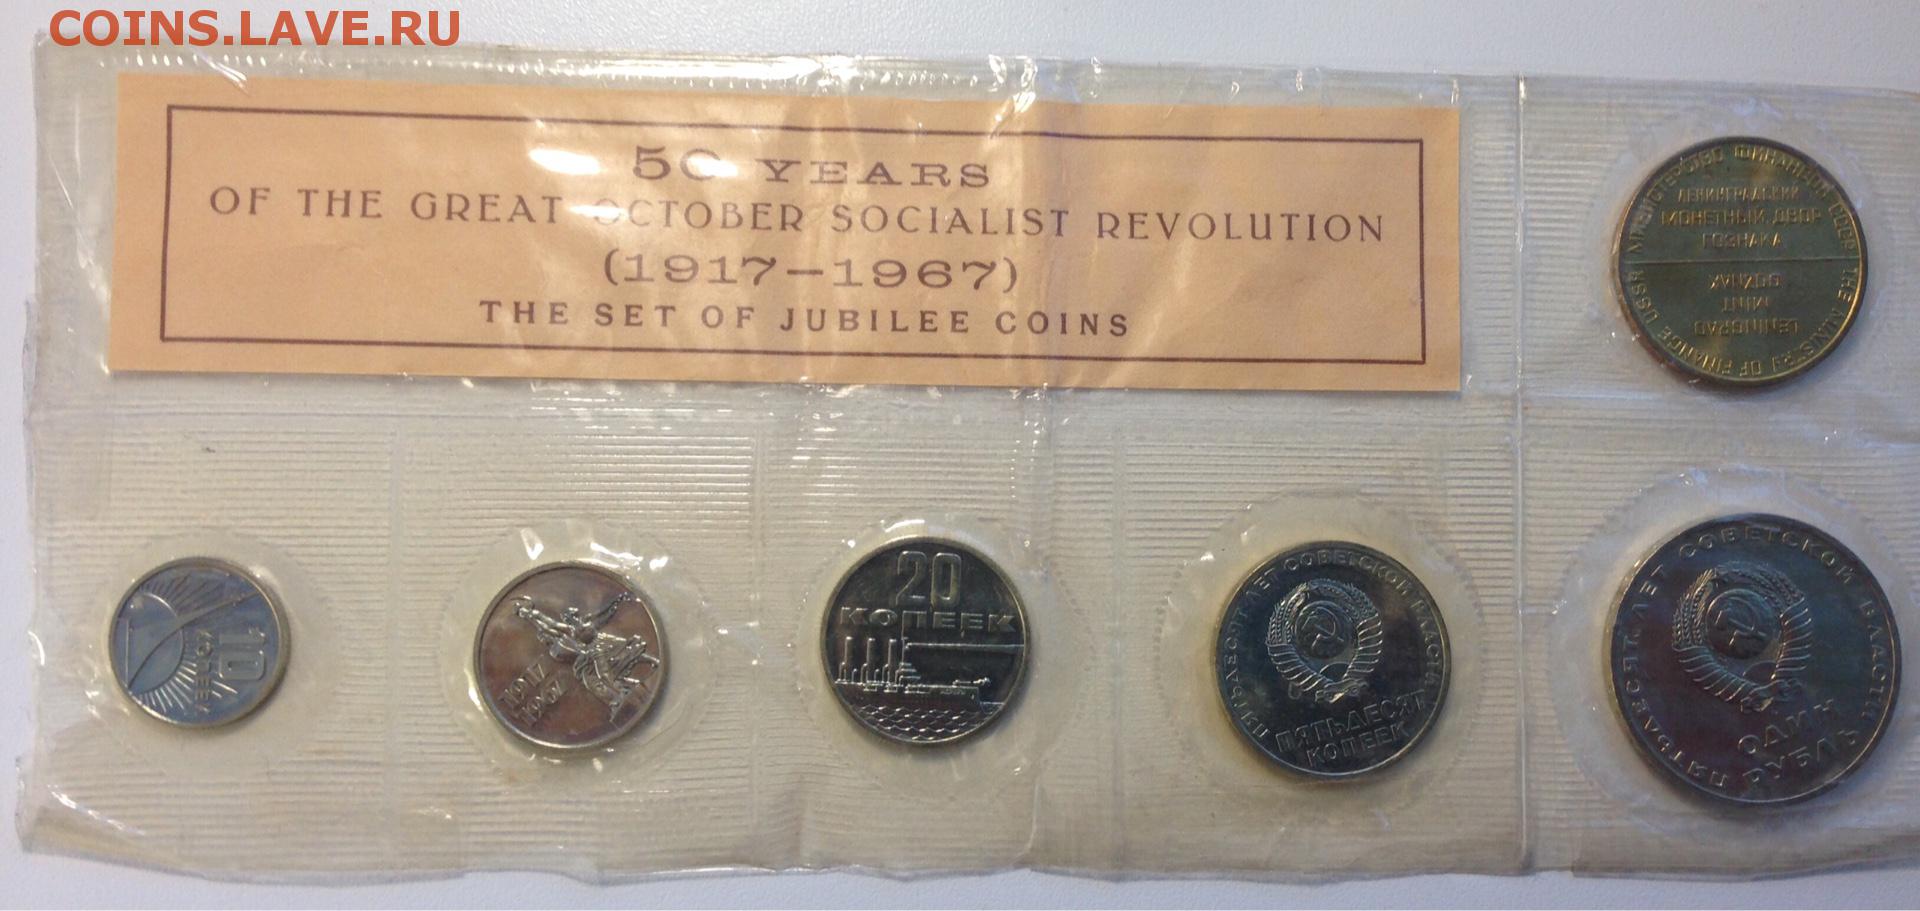 COINS.LAVE.RU
50 YEARS
OF THE GREAT OCTOBER SOCIALIST REVOLUTION
(1917–1967)
THE SET OF JUBILEE COINS
МИНИСТЕРСТВО ФИНАНСОВ СССР
ЛЕНИНГРАДСКИЙ
МОНЕТНЫЙ ДВОР
ГОЗНАКА
THE MINISTRY OF FINANCE USSR
LENINGRAD
MINT
GOZNAK
10
КОПЕЕК
1917
1967
20
КОПЕЕК
ПЯТЬДЕСЯТ ЛЕТ СОВЕТСКОЙ ВЛАСТИ
ПЯТЬДЕСЯТ
КОПЕЕК
ПЯТЬДЕСЯТ ЛЕТ СОВЕТСКОЙ ВЛАСТИ
ОДИН
РУБЛЬ